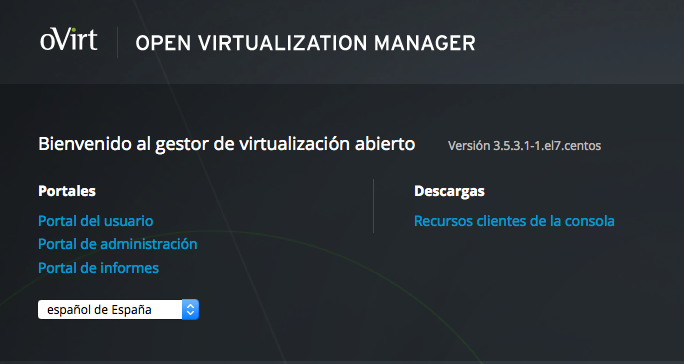 oVirt OPEN VIRTUALIZATION MANAGER
Bienvenido al gestor de virtualización abierto Versión 3.5.3.1-1.el7.centos
Portales
Portal del usuario
Portal de administración
Portal de informes
español de España
Descargas
Recursos clientes de la consola